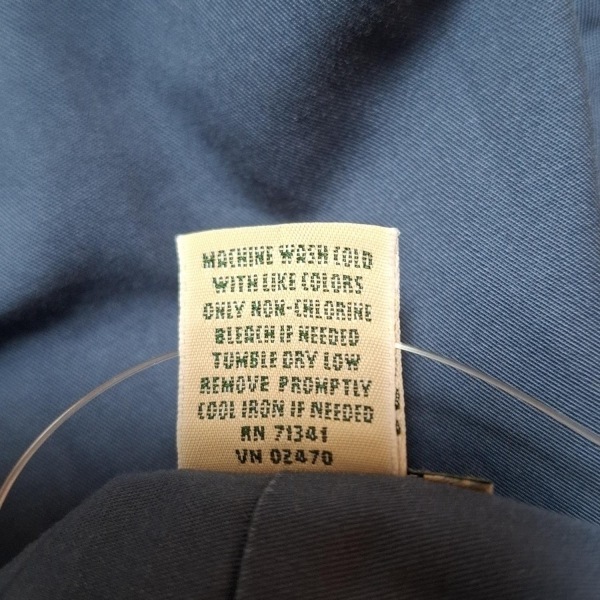 MACHINE WASH COLD
WITH LIKE COLORS
ONLY NON-CHLORINE
BLEACH IF NEEDED
TUMBLE DRY LOW
REMOVE PROMPTLY
COOL IRON IF NEEDED
RN 71341
VN 02470